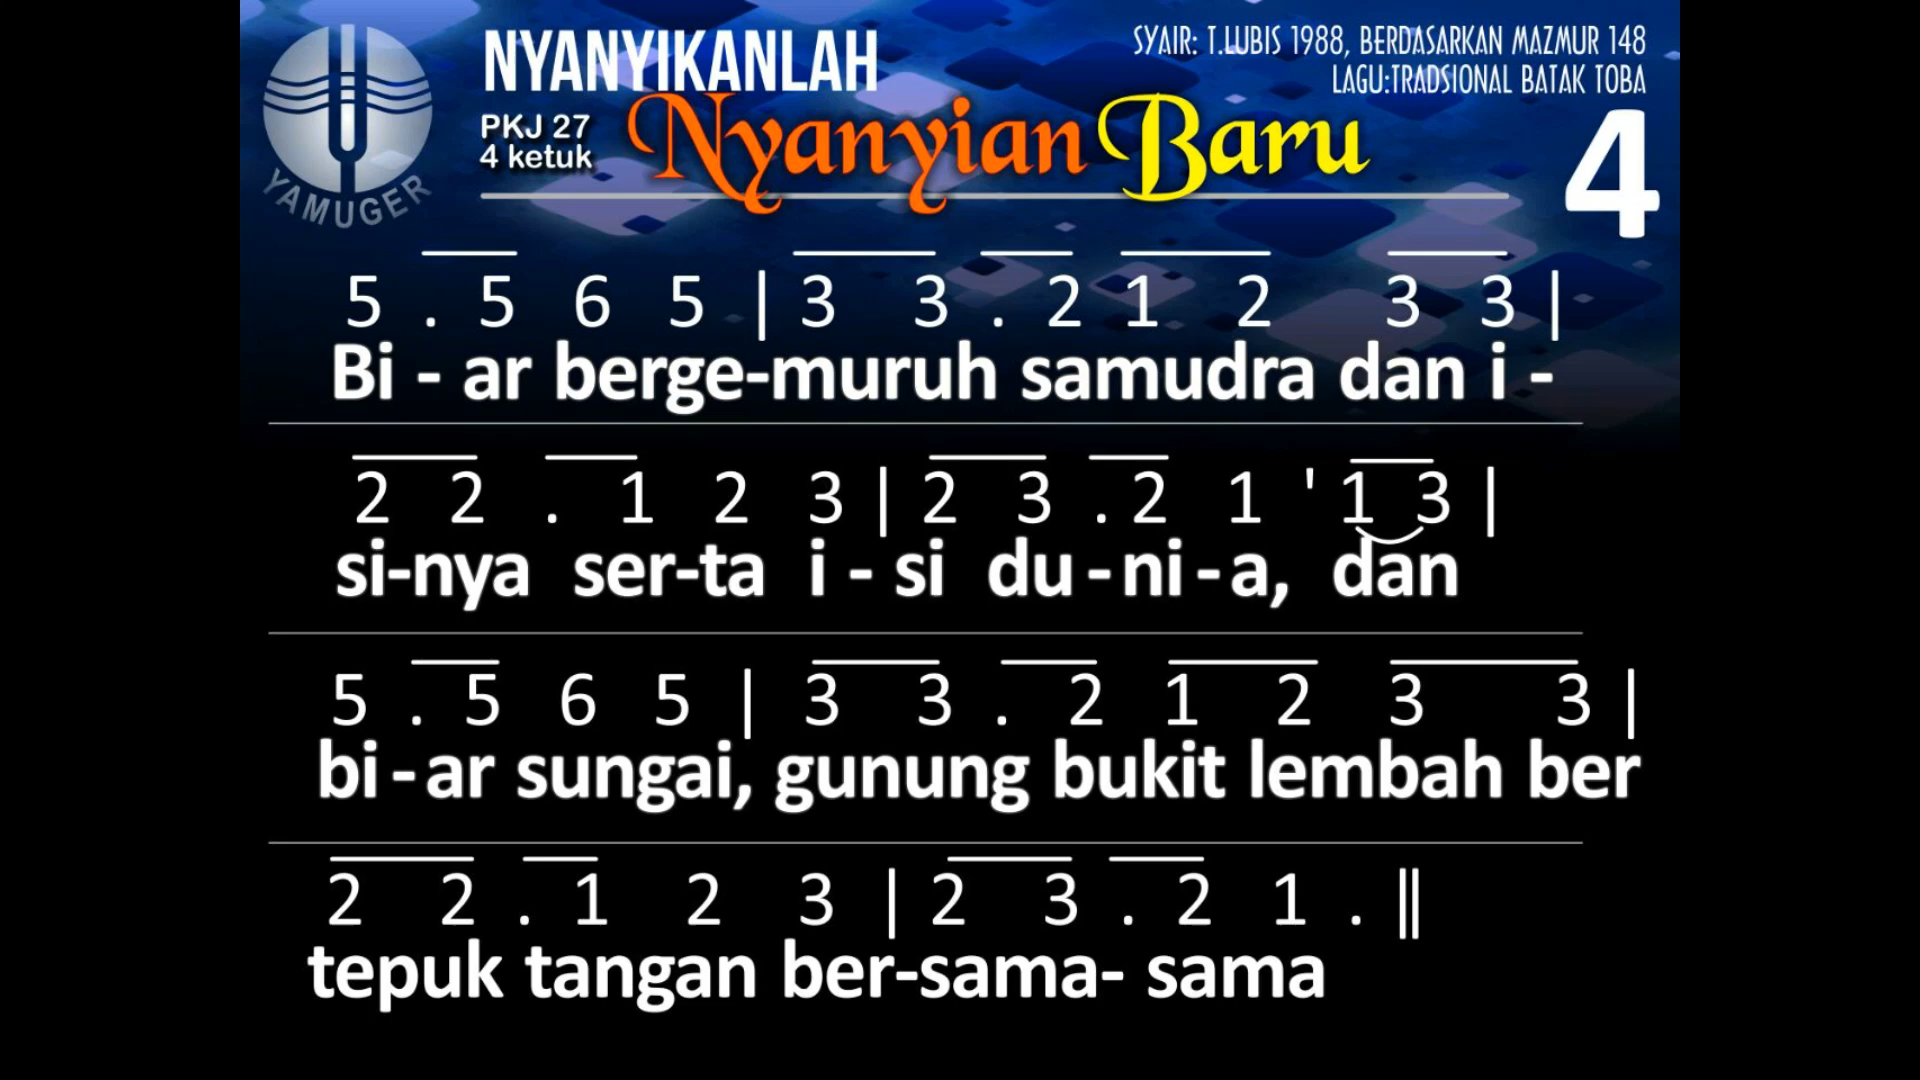 NYANYIKANLAH
Nyanyian Baru
SYAIR: T.LUBIS 1988, BERDASARKAN MAZMUR 148
LAGU:TRADSIONAL BATAK TOBA
PKJ 27
4 ketuk
YAMUGER
4
5 . 5 6 5 | 3 3 . 2 1 2 3 3 |
Bi - ar berge-muruh samudra dan i -
2 2 . 1 2 3 | 2 3 . 2 1 ' 1 3 |
si-nya ser-ta i - si du - ni - a, dan
5 . 5 6 5 | 3 3 . 2 1 2 3 3 |
bi - ar sungai, gunung bukit lembah ber
2 2 . 1 2 3 | 2 3 . 2 1 . ||
tepuk tangan ber-sama- sama